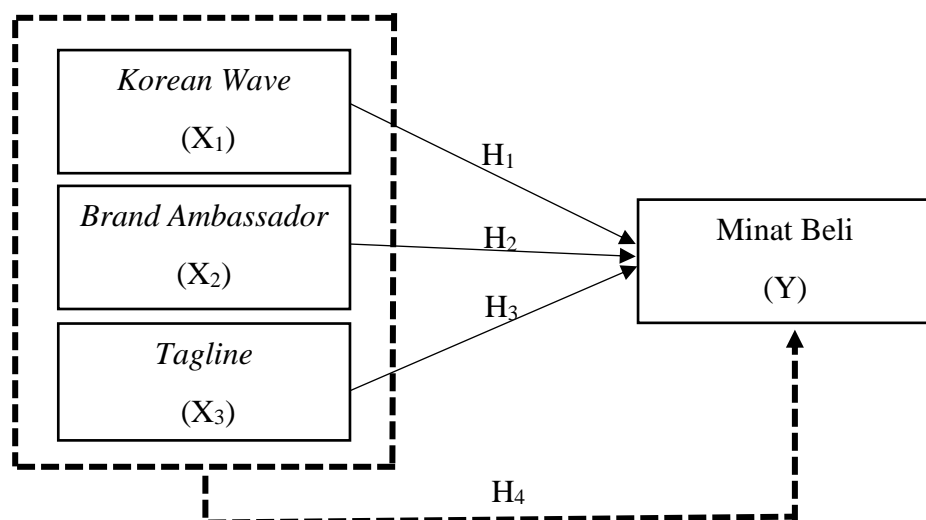 Korean Wave
(X₁)
H₁
Brand Ambassador
(X₂)
H₂
Minat Beli
(Y)
H₃
Tagline
(X₃)
H₄